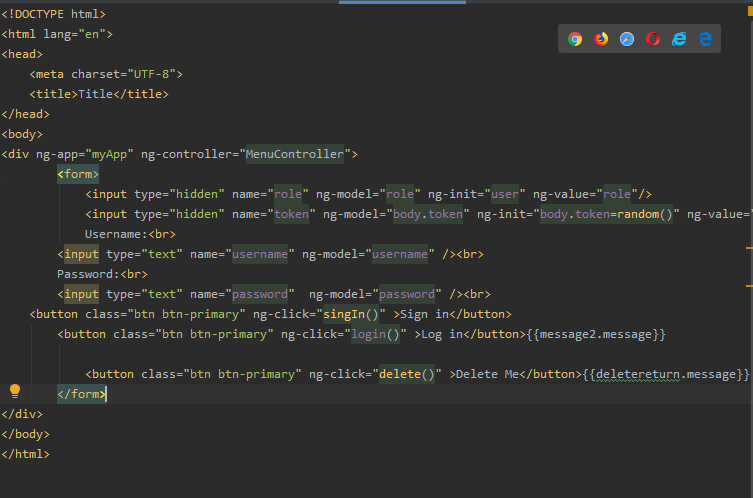 <!DOCTYPE html>
<html lang="en">
<head>
    <meta charset="UTF-8">
    <title>Title</title>
</head>
<body>
<div ng-app="myApp" ng-controller="MenuController">
        <form>
            <input type="hidden" name="role" ng-model="role" ng-init="user" ng-value="role"/>
            <input type="hidden" name="token" ng-model="body.token" ng-init="body.token=random()" ng-value="
            Username:<br>
        <input type="text" name="username" ng-model="username" /><br>
        Password:<br>
        <input type="text" name="password"  ng-model="password" /><br>
    <button class="btn btn-primary" ng-click="singIn()" >Sign in</button>
        <button class="btn btn-primary" ng-click="login()" >Log in</button>{{message2.message}}
            <button class="btn btn-primary" ng-click="delete()" >Delete Me</button>{{deletereturn.message}}
        </form>
</div>
</body>
</html>